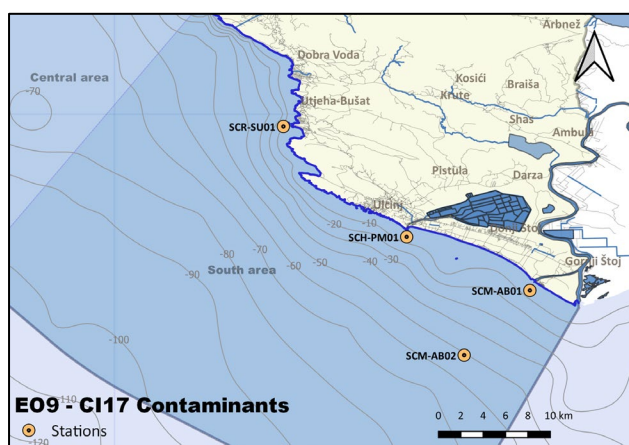 Arbnež
Dobra Voda
Central area
-70
Kosići
Braiša
Krute
Utjeha-Bušat
Shas
SCR-SU01
Ambula
Pistula
Darza
Ulcinj
-10
-20
SCH-PM01
Donji Štoj
-70
-80
-40
-30
-60
-50
Gornji Štoj
South area
-90
SCM-AB01
-100
SCM-AB02
-110
EO9 - CI17 Contaminants
Stations
0 2 4 6 8 10 km
-120